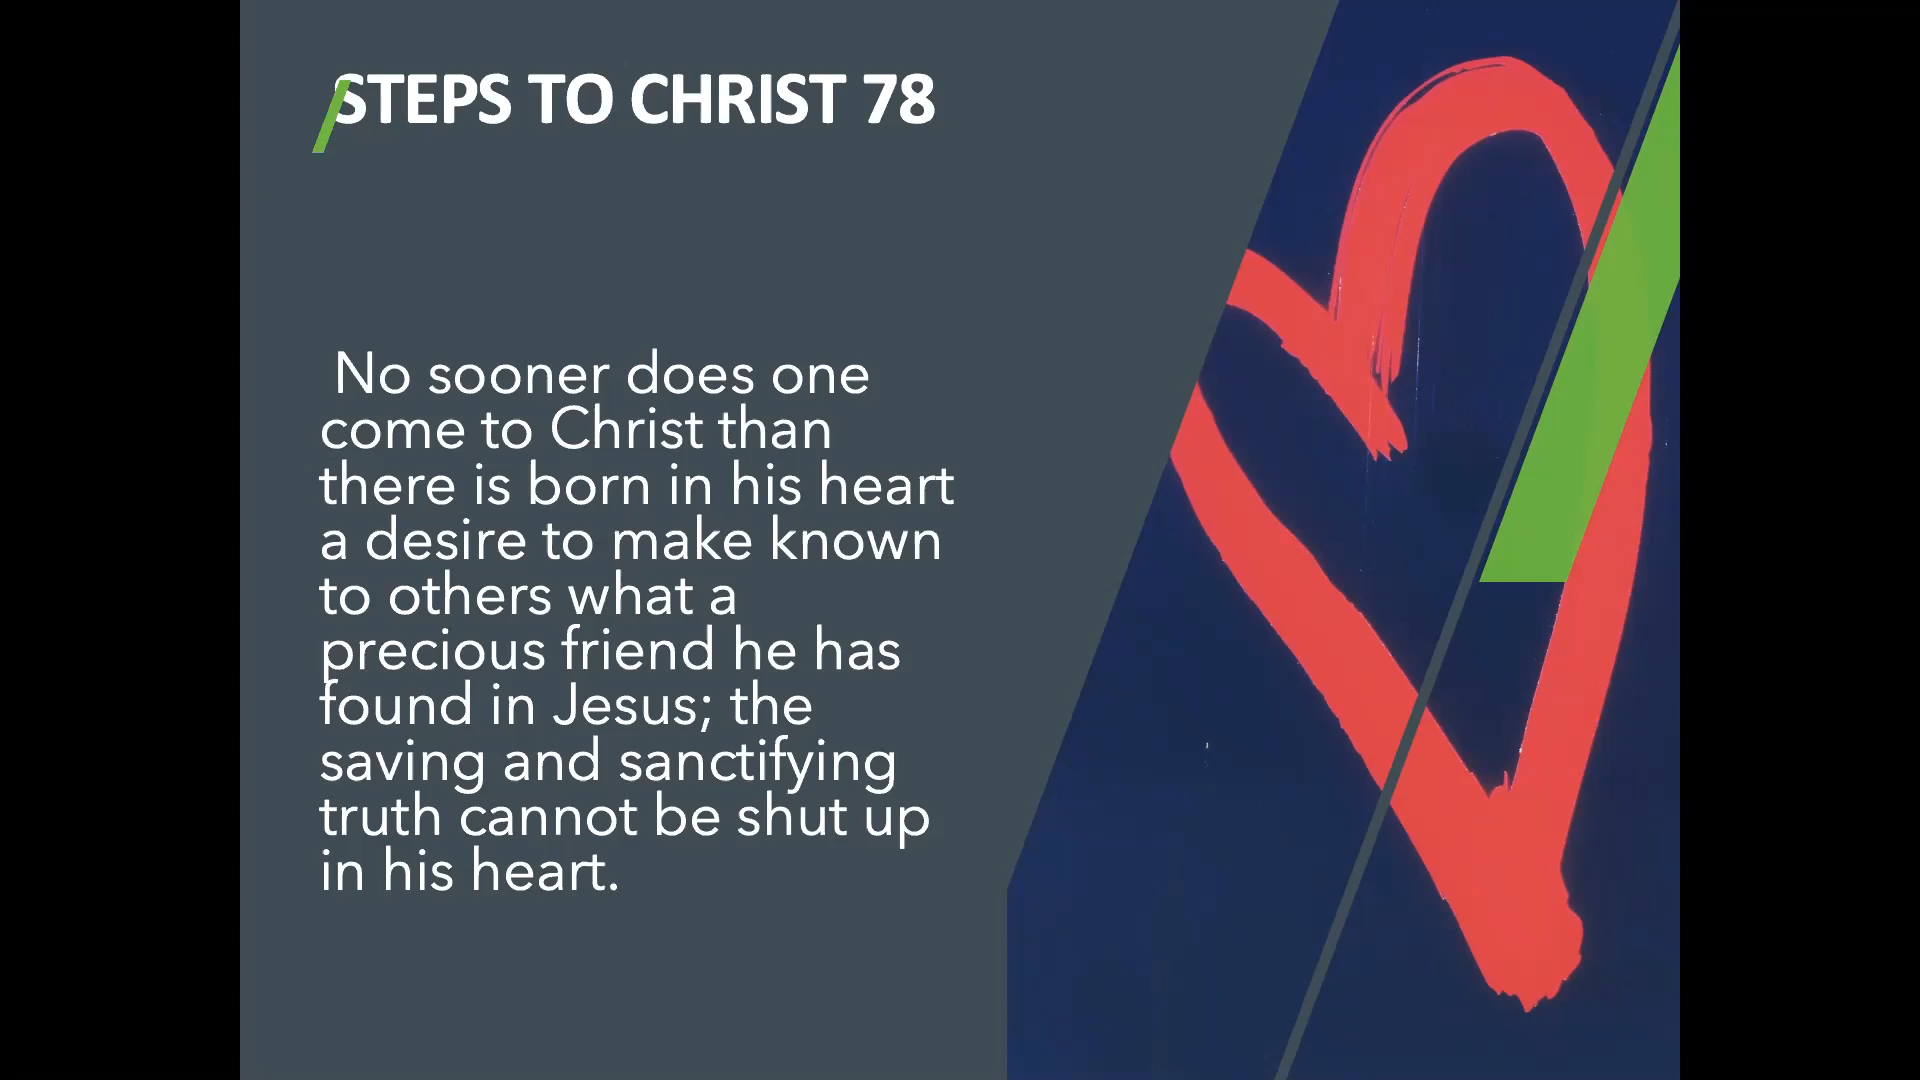 STEPS TO CHRIST 78
No sooner does one
come to Christ than
there is born in his heart
a desire to make known
to others what a
precious friend he has
found in Jesus; the
saving and sanctifying
truth cannot be shut up
in his heart.